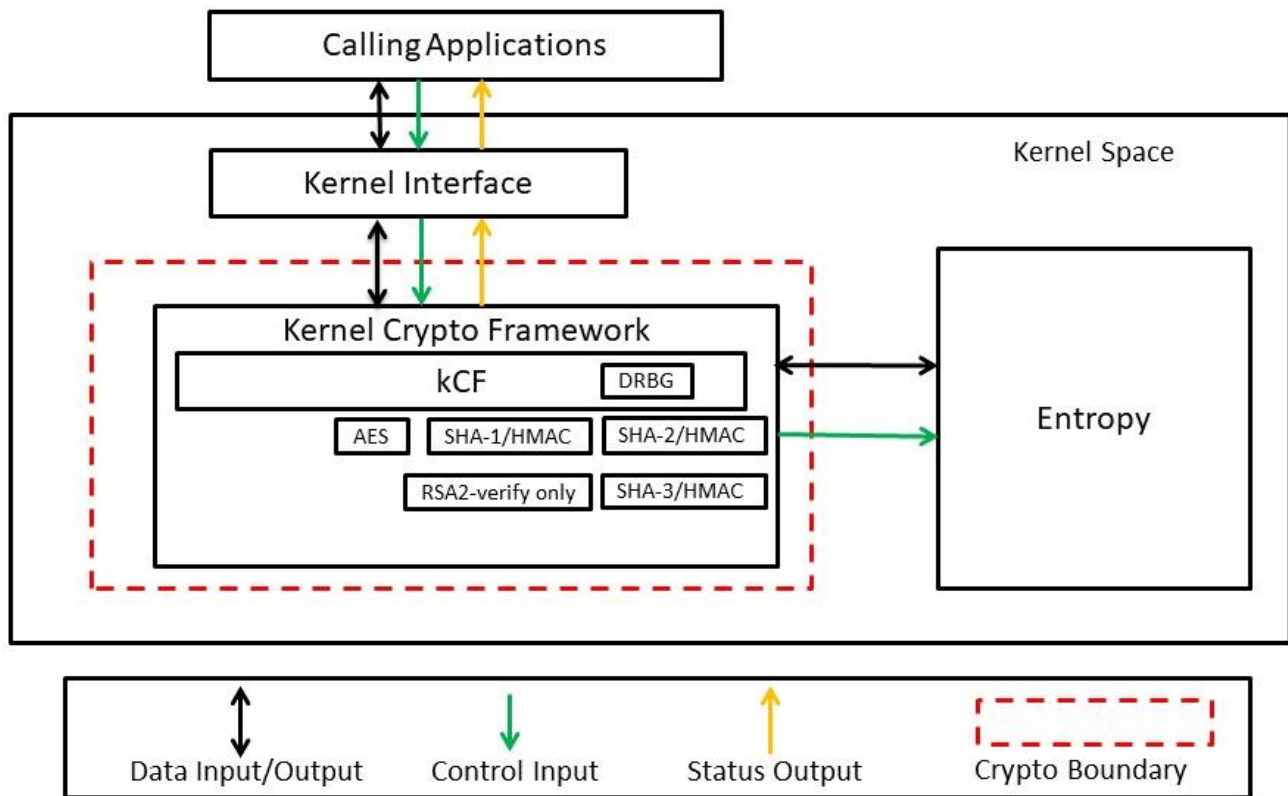 Calling Applications
Kernel Space
Kernel Interface
Kernel Crypto Framework
kCF
DRBG
AES
SHA-1/HMAC
SHA-2/HMAC
Entropy
RSA2-verify only
SHA-3/HMAC
Data Input/Output
Control Input
Status Output
Crypto Boundary